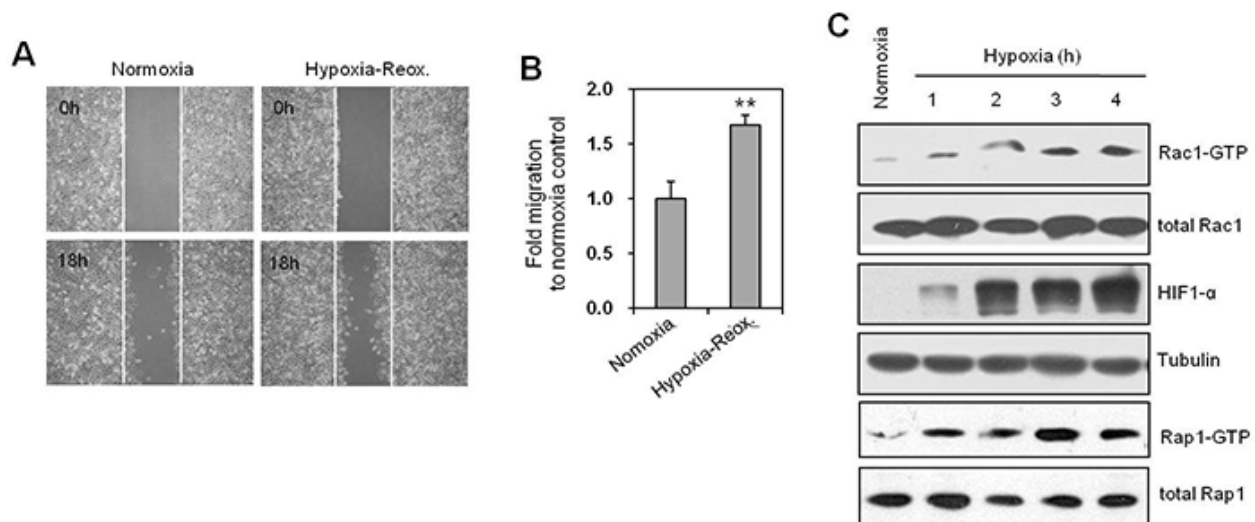 A
Normoxia
Hypoxia-Reox.
0h
0h
18h
18h
B
Fold migration
to normoxia control
2.0
1.5
1.0
0.5
0.0
**
Nomoxia
Hypoxia-Reox.
C
Normoxia
Hypoxia (h)
1 2 3 4
Rac1-GTP
total Rac1
HIF1-α
Tubulin
Rap1-GTP
total Rap1